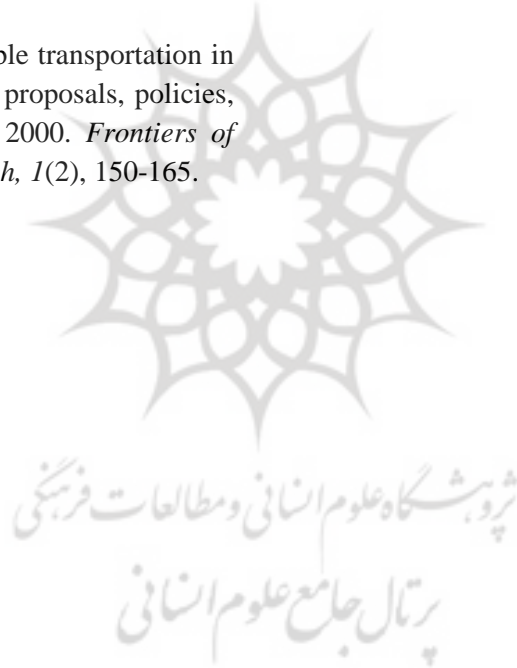 ple transportation in
proposals, policies,
2000. Frontiers of
h, 1(2), 150-165.
پژوهشگاه علوم انسانی و مطالعات فرهنگی
پرتال جامع علوم انسانی